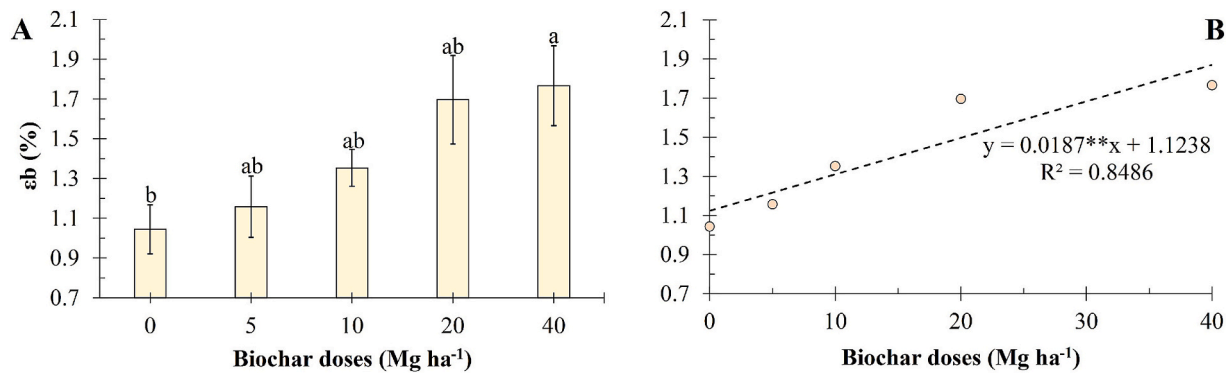 A
εb (%)
2.1
1.9
1.7
1.5
1.3
1.1
0.9
0.7
b
ab
ab
ab
a
0 5 10 20 40
Biochar doses (Mg ha⁻¹)
B
2.1
1.9
1.7
1.5
1.3
1.1
0.9
0.7
y = 0.0187**x + 1.1238
R² = 0.8486
0 10 20 30 40
Biochar doses (Mg ha⁻¹)